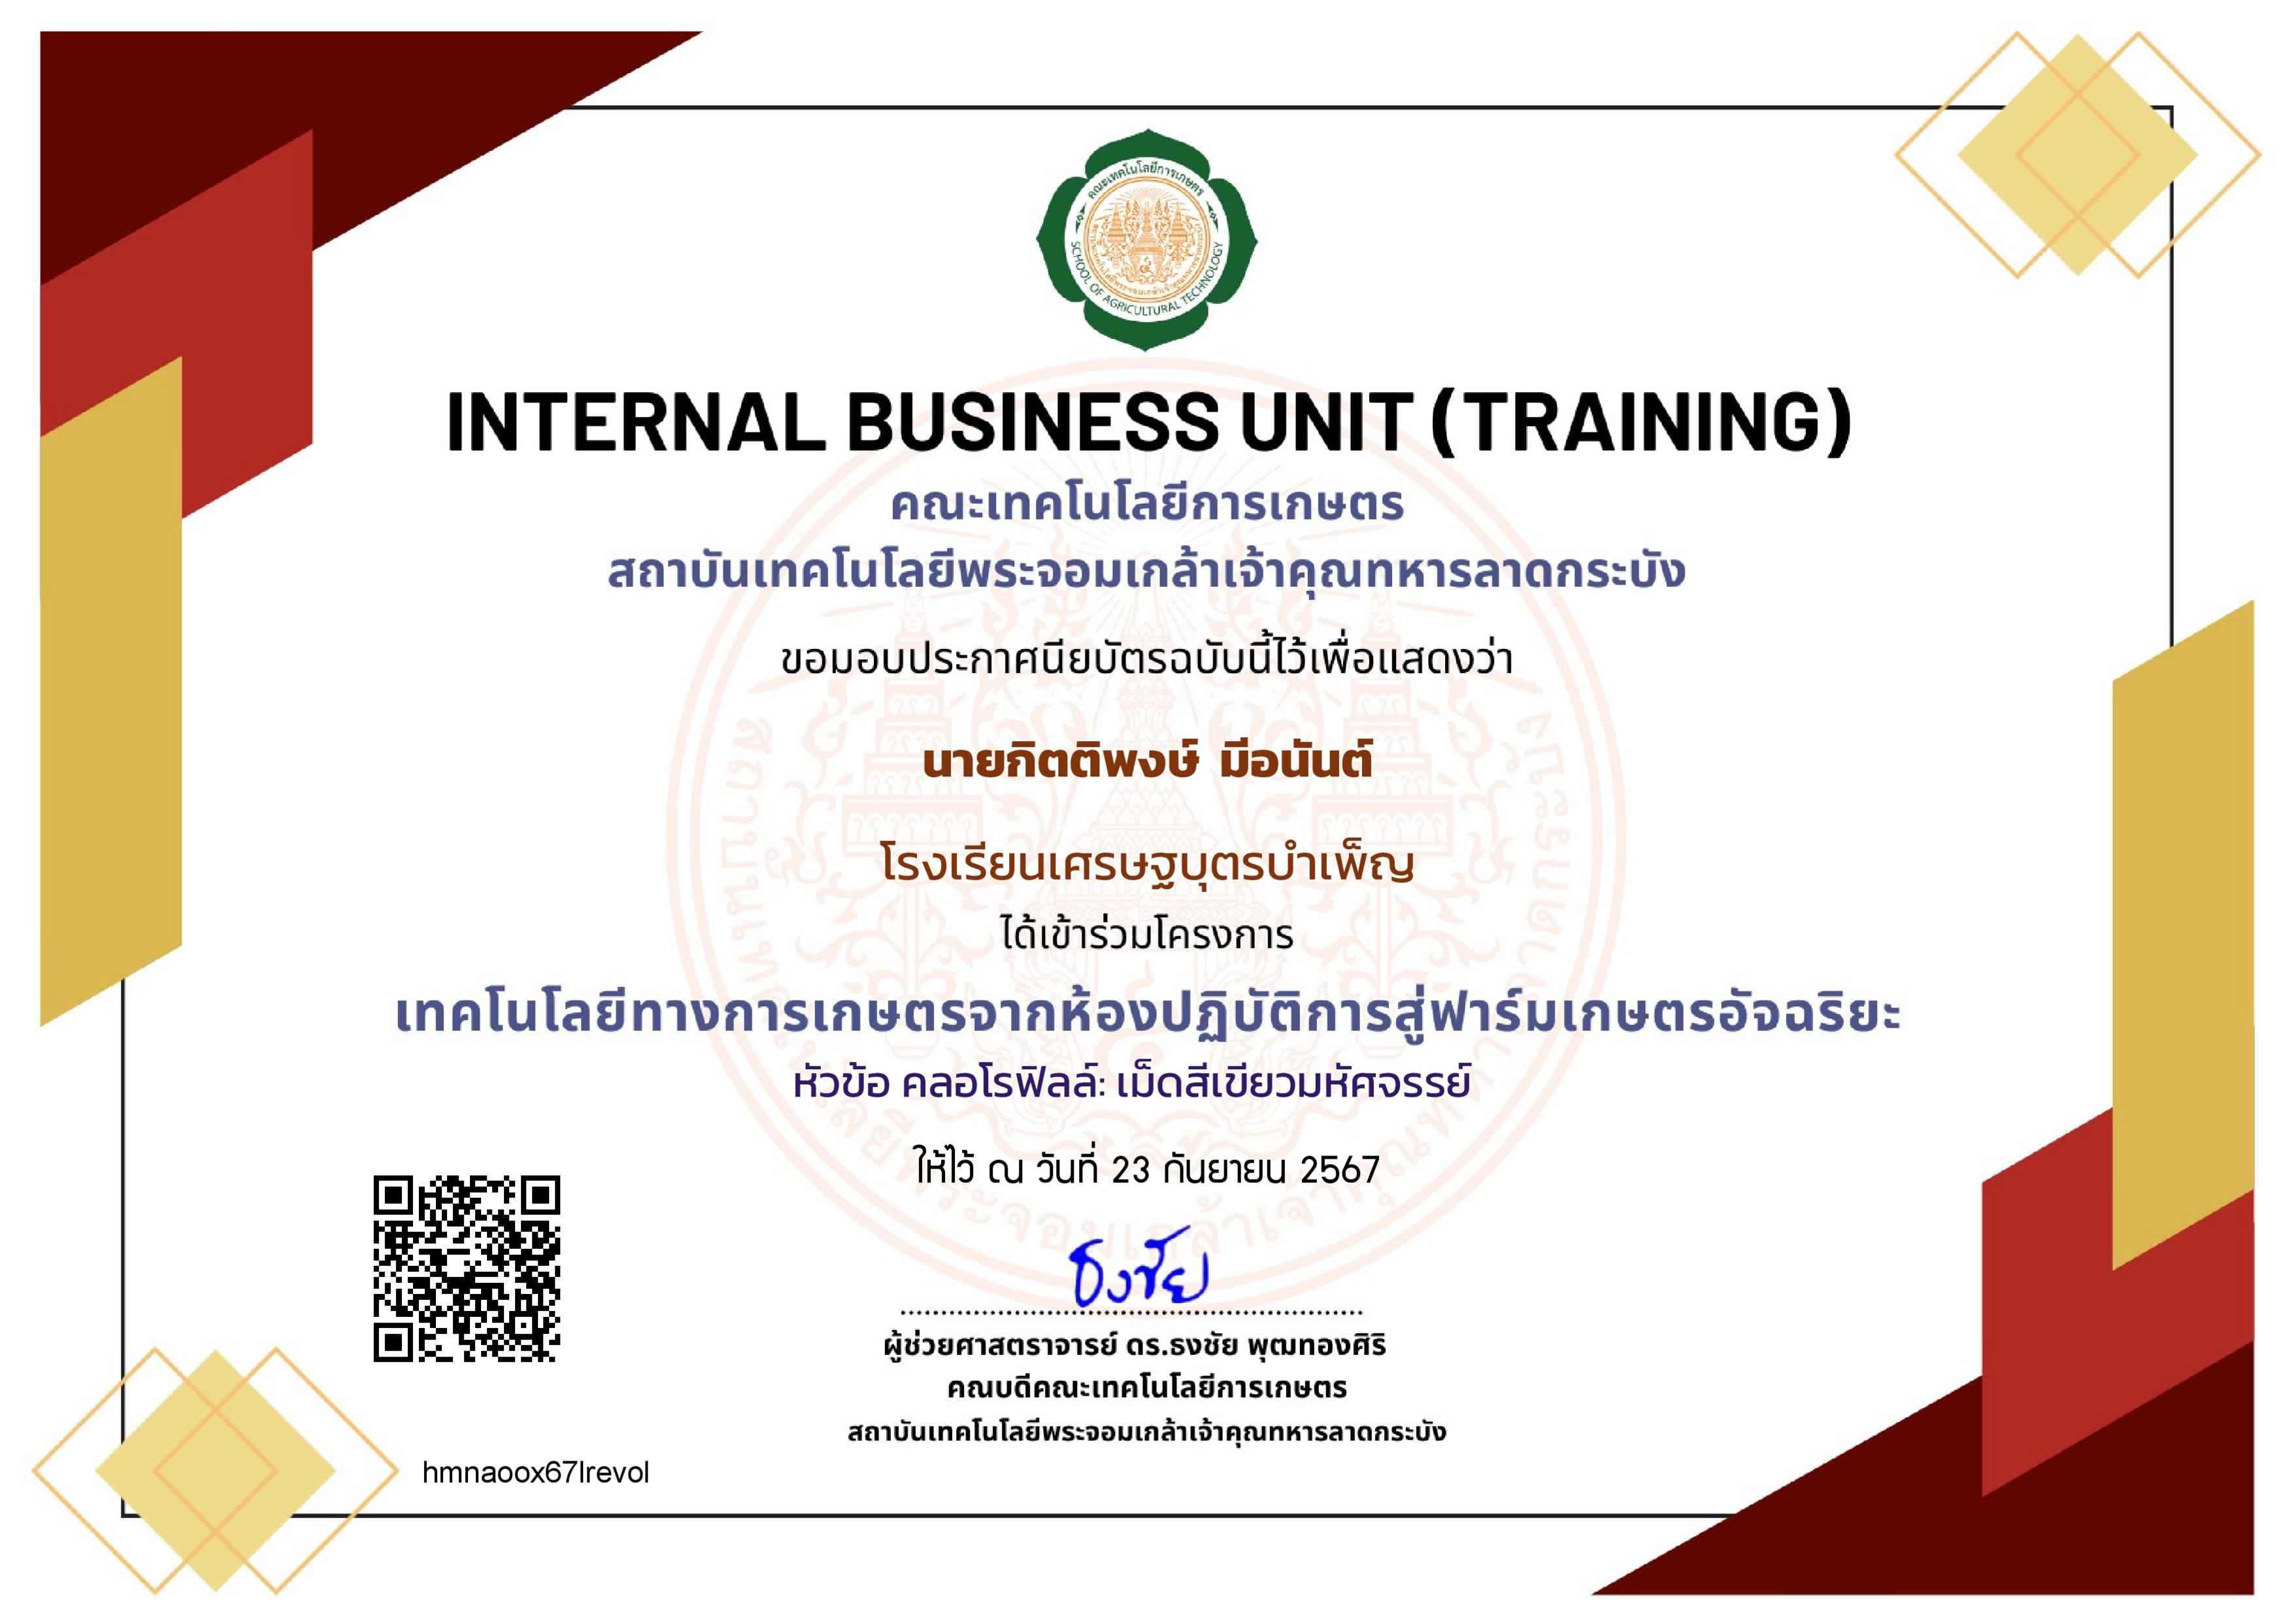 คณะเทคโนโลยีการเกษตร
SCHOOL OF AGRICULTURAL TECHNOLOGY
INTERNAL BUSINESS UNIT (TRAINING)
คณะเทคโนโลยีการเกษตร
สถาบันเทคโนโลยีพระจอมเกล้าเจ้าคุณทหารลาดกระบัง
ขอมอบประกาศนียบัตรฉบับนี้ไว้เพื่อแสดงว่า
นายกิตติพงษ์ มีอนันต์
โรงเรียนเศรษฐบุตรบำเพ็ญ
ได้เข้าร่วมโครงการ
เทคโนโลยีทางการเกษตรจากห้องปฏิบัติการสู่ฟาร์มเกษตรอัจฉริยะ
หัวข้อ คลอโรฟิลล์: เม็ดสีเขียวมหัศจรรย์
ให้ไว้ ณ วันที่ 23 กันยายน 2567
ธงชัย
ผู้ช่วยศาสตราจารย์ ดร.ธงชัย พุฒทองศิริ
คณบดีคณะเทคโนโลยีการเกษตร
สถาบันเทคโนโลยีพระจอมเกล้าเจ้าคุณทหารลาดกระบัง
hmnaoox67lrevol